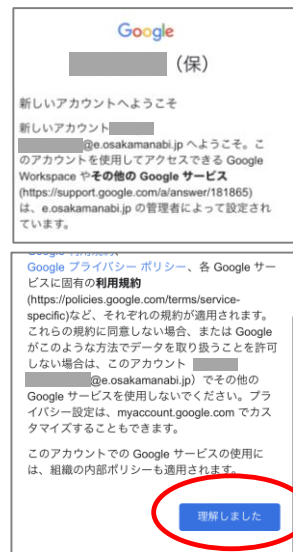 Google
（保）
新しいアカウントへようこそ
新しいアカウント
@e.osakamanabi.jp へようこそ。こ
のアカウントを使用してアクセスできる Google
Workspace やその他の Google サービス
(https://support.google.com/a/answer/181865)
は、e.osakamanabi.jp の管理者によって設定され
ています。
Google プライバシー ポリシー、各 Google サー
ビスに固有の利用規約
(https://policies.google.com/terms/service-
specific)など、それぞれの規約が適用されます。
これらの規約に同意しない場合、または Google
がこのような方法でデータを取り扱うことを許可
しない場合は、このアカウント
@e.osakamanabi.jp）でその他の
Google サービスを使用しないでください。プラ
イバシー設定は、myaccount.google.com でカス
タマイズすることもできます。
このアカウントでの Google サービスの使用に
は、組織の内部ポリシーも適用されます。
理解しました